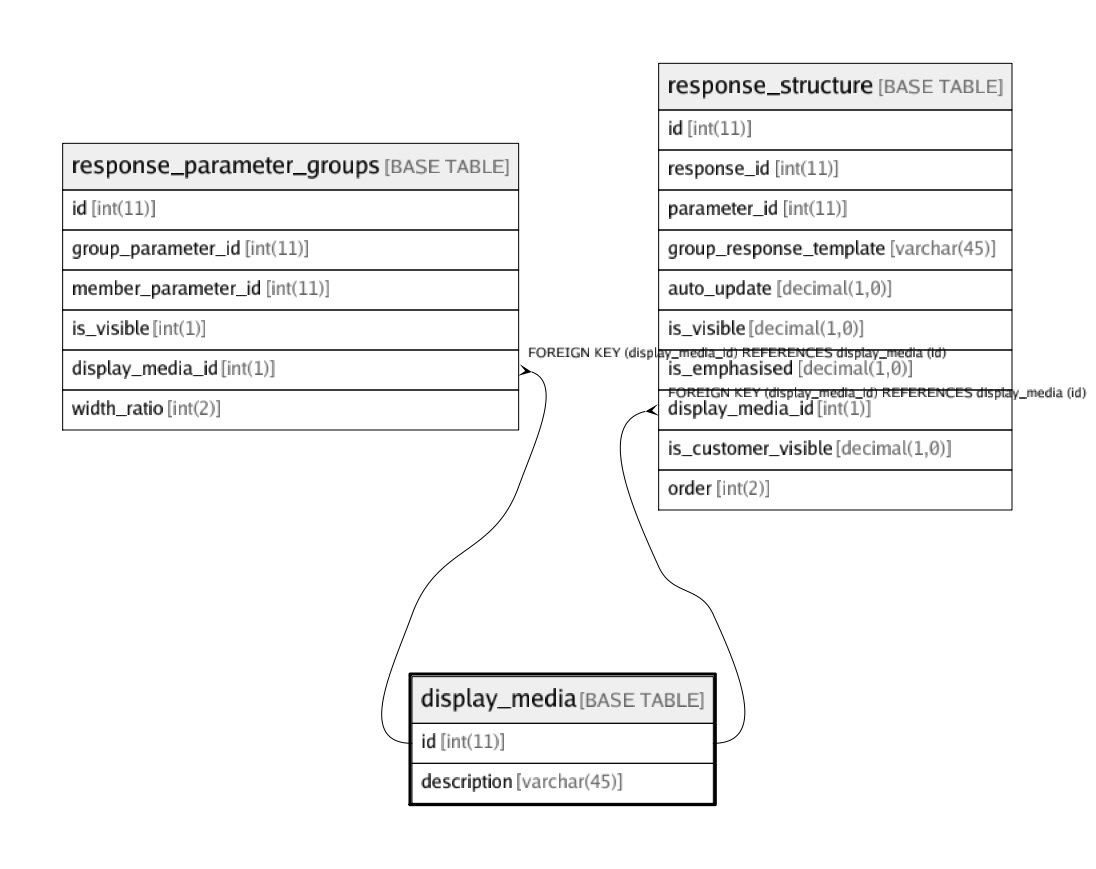 response_parameter_groups [BASE TABLE]
id [int(11)]
group_parameter_id [int(11)]
member_parameter_id [int(11)]
is_visible [int(1)]
display_media_id [int(1)]
width_ratio [int(2)]
FOREIGN KEY (display_media_id) REFERENCES display_media (id)
response_structure [BASE TABLE]
id [int(11)]
response_id [int(11)]
parameter_id [int(11)]
group_response_template [varchar(45)]
auto_update [decimal(1,0)]
is_visible [decimal(1,0)]
is_emphasised [decimal(1,0)]
FOREIGN KEY (display_media_id) REFERENCES display_media (id)
display_media_id [int(1)]
is_customer_visible [decimal(1,0)]
order [int(2)]
display_media [BASE TABLE]
id [int(11)]
description [varchar(45)]